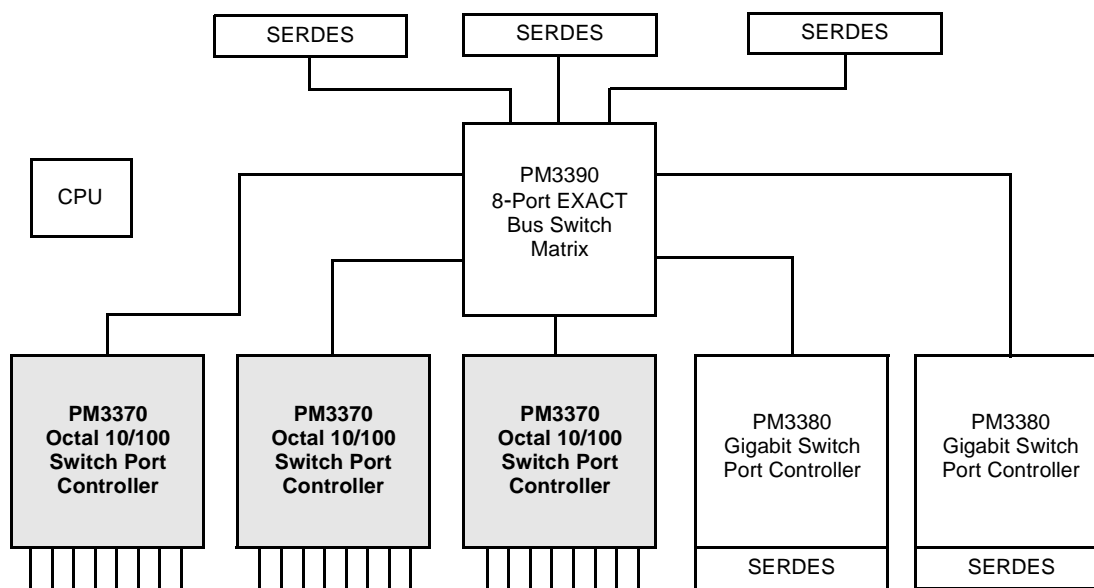 SERDES
SERDES
SERDES
CPU
PM3390
8-Port EXACT
Bus Switch
Matrix
PM3370
Octal 10/100
Switch Port
Controller
PM3370
Octal 10/100
Switch Port
Controller
PM3370
Octal 10/100
Switch Port
Controller
PM3380
Gigabit Switch
Port Controller
SERDES
PM3380
Gigabit Switch
Port Controller
SERDES